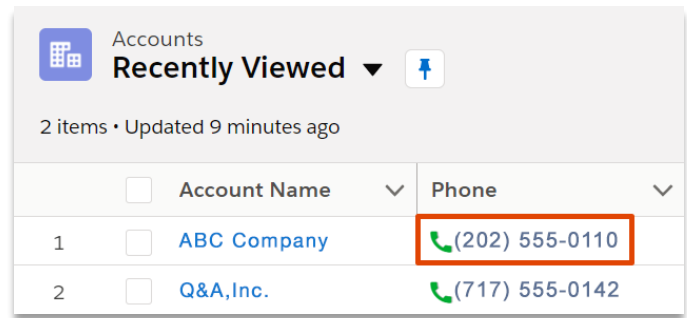 Accounts
Recently Viewed
2 items • Updated 9 minutes ago
Account Name Phone
1 ABC Company (202) 555-0110
2 Q&A,Inc. (717) 555-0142